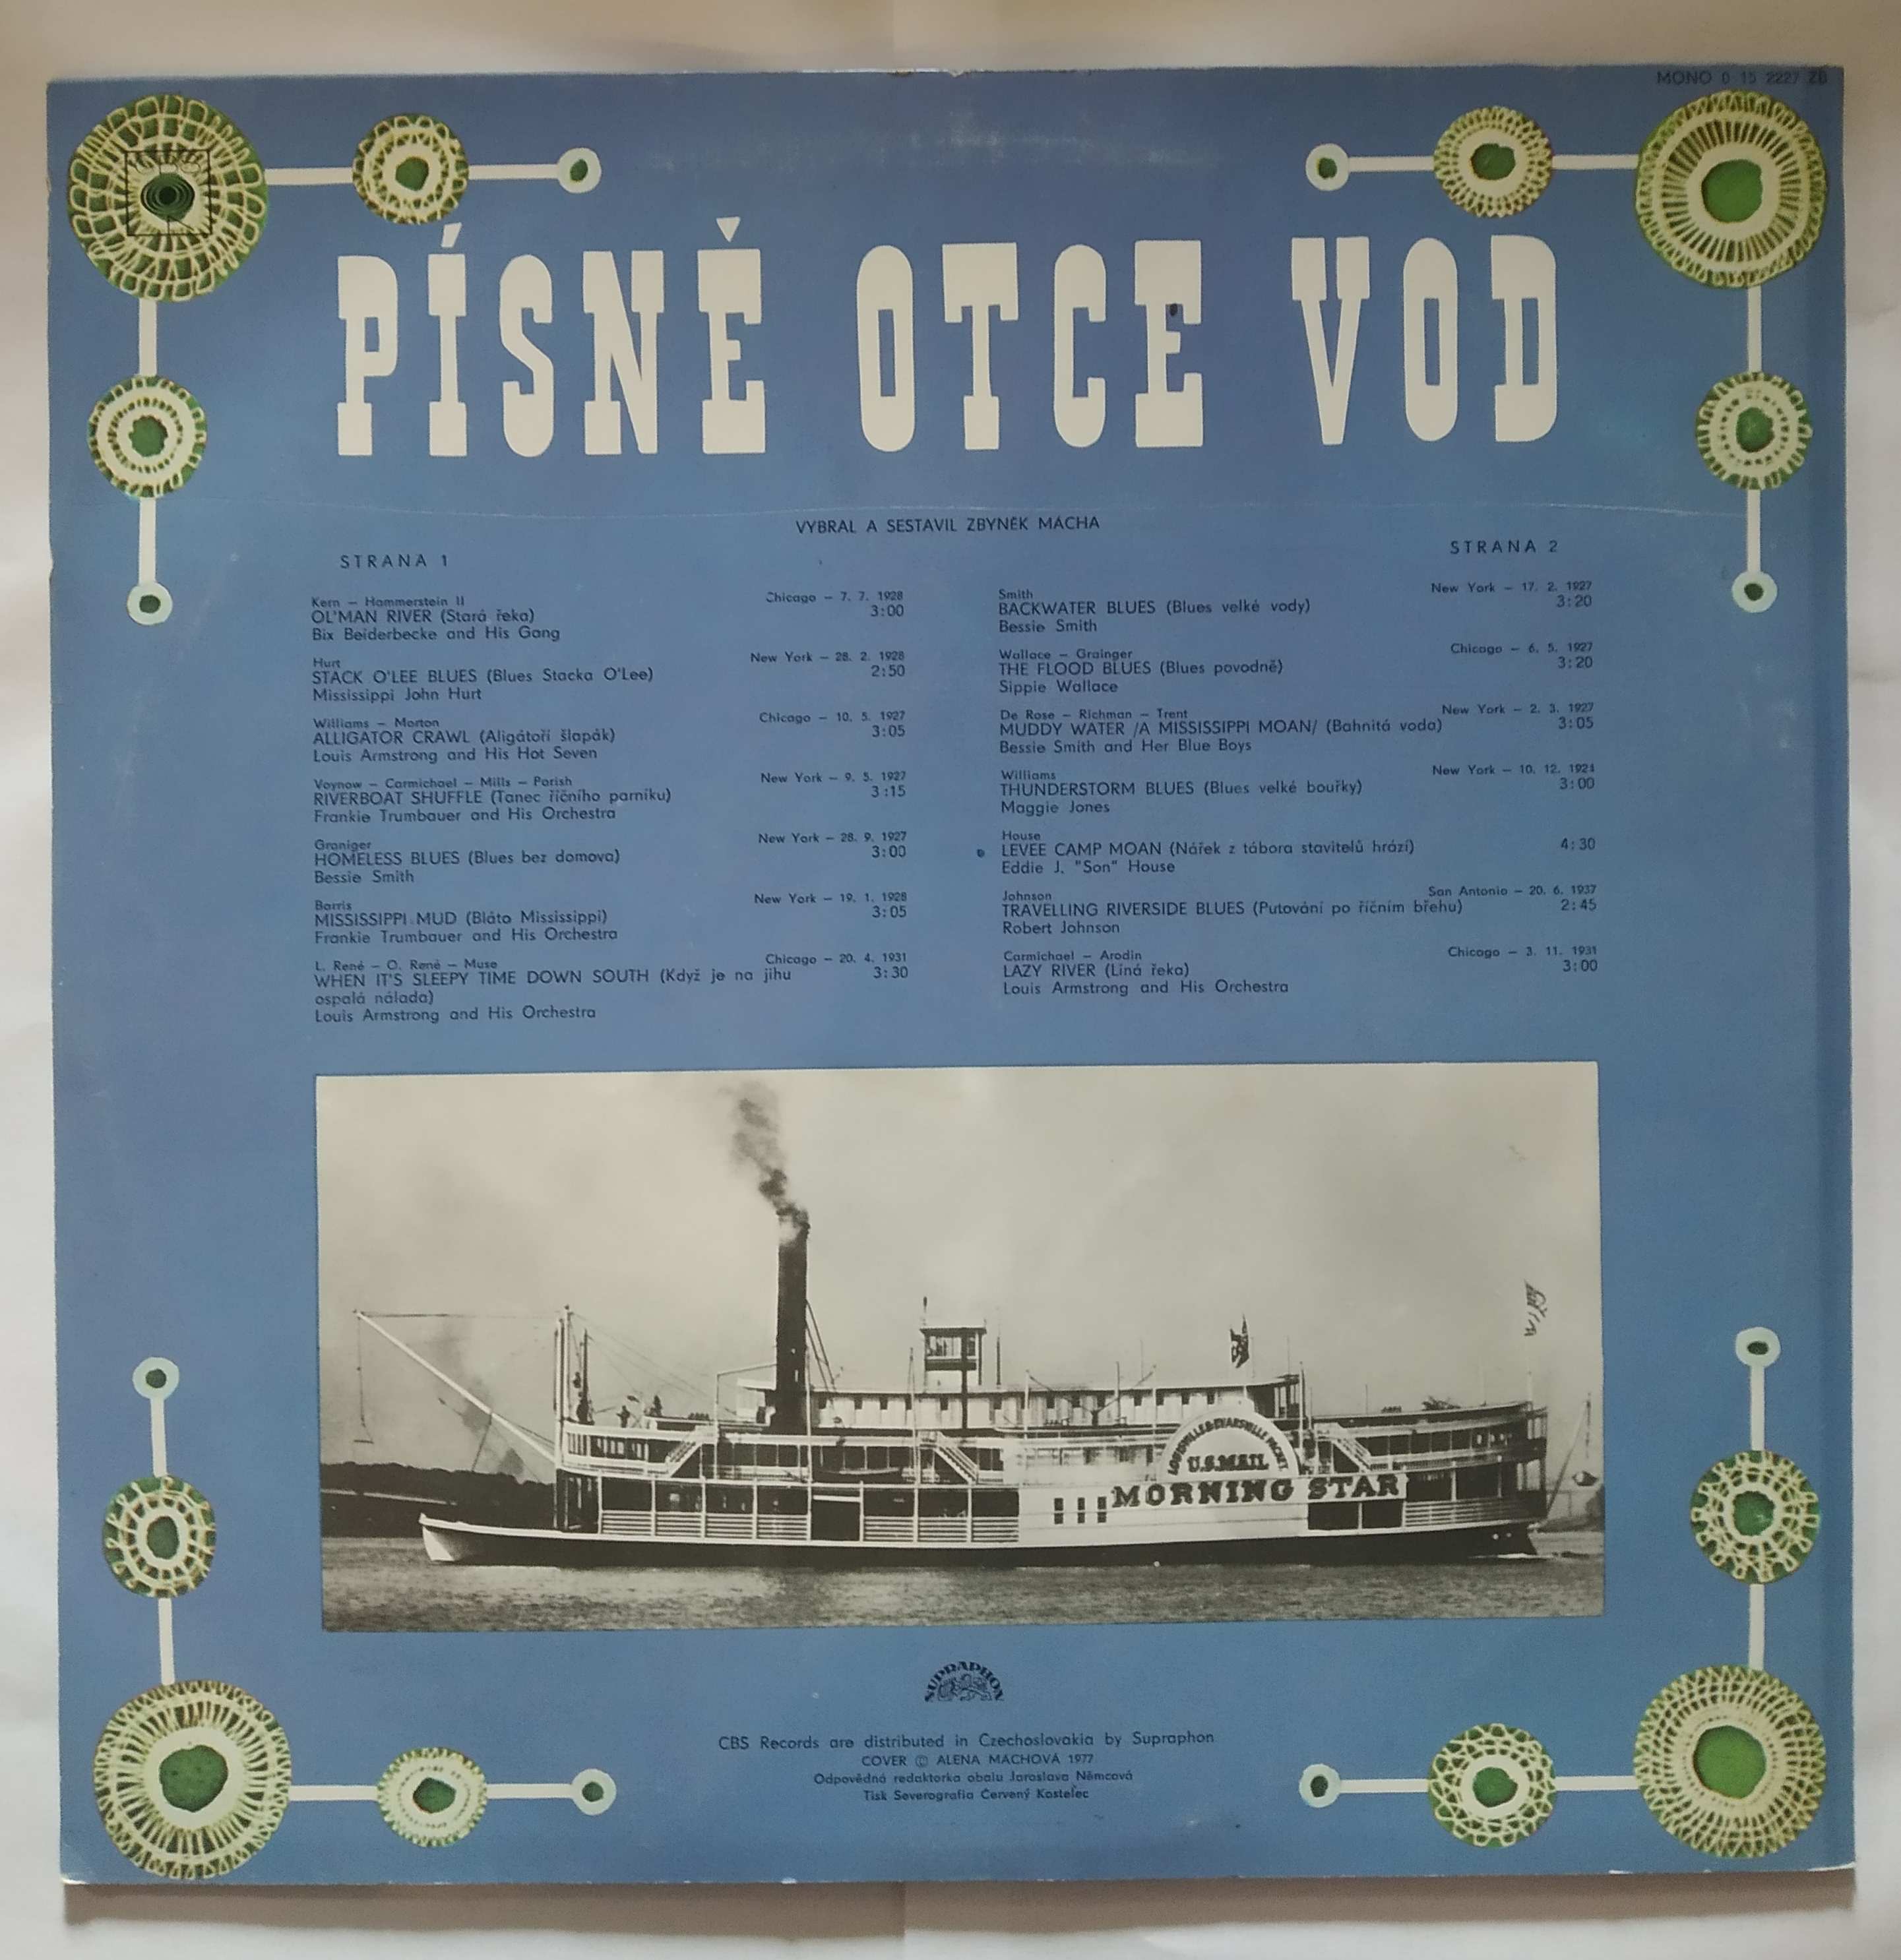 MONO 0 15 2227 ZB
PÍSNĚ OTCE VOD
VYBRAL A SESTAVIL ZBYNĚK MÁCHA
STRANA 1
Kern – Hammerstein II
Chicago – 7. 7. 1928
OL'MAN RIVER (Stará řeka)
3:00
Bix Beiderbecke and His Gang
Hurt
New York – 28. 2. 1928
STACK O'LEE BLUES (Blues Stacka O'Lee)
2:50
Mississippi John Hurt
Williams – Morton
Chicago – 10. 5. 1927
ALLIGATOR CRAWL (Aligátoří šlapák)
3:05
Louis Armstrong and His Hot Seven
Voynow – Carmichael – Mills – Parish
New York – 9. 5. 1927
RIVERBOAT SHUFFLE (Tanec říčního parníku)
3:15
Frankie Trumbauer and His Orchestra
Graniger
New York – 28. 9. 1927
HOMELESS BLUES (Blues bez domova)
3:00
Bessie Smith
Barris
New York – 19. 1. 1928
MISSISSIPPI MUD (Bláto Mississippi)
3:05
Frankie Trumbauer and His Orchestra
L. René – O. René – Muse
Chicago – 20. 4. 1931
WHEN IT'S SLEEPY TIME DOWN SOUTH (Když je na jihu
3:30
ospalá nálada)
Louis Armstrong and His Orchestra
STRANA 2
Smith
New York – 17. 2. 1927
BACKWATER BLUES (Blues velké vody)
3:20
Bessie Smith
Wallace – Grainger
Chicago – 6. 5. 1927
THE FLOOD BLUES (Blues povodně)
3:20
Sippie Wallace
De Rose – Richman – Trent
New York – 2. 3. 1927
MUDDY WATER /A MISSISSIPPI MOAN/ (Bahnitá voda)
3:05
Bessie Smith and Her Blue Boys
Williams
New York – 10. 12. 1924
THUNDERSTORM BLUES (Blues velké bouřky)
3:00
Maggie Jones
House
LEVEE CAMP MOAN (Nářek z tábora stavitelů hrází)
4:30
Eddie J. "Son" House
Johnson
San Antonio – 20. 6. 1937
TRAVELLING RIVERSIDE BLUES (Putování po říčním břehu)
2:45
Robert Johnson
Carmichael – Arodin
Chicago – 3. 11. 1931
LAZY RIVER (Líná řeka)
3:00
Louis Armstrong and His Orchestra
LOUISVILLE & EVANSVILLE PACKET
U.S. MAIL
MORNING STAR
SUPRAPHON
CBS Records are distributed in Czechoslovakia by Supraphon
COVER © ALENA MÁCHOVÁ 1977
Odpovědná redaktorka obalu Jaroslava Němcová
Tisk Severografia Červený Kostelec